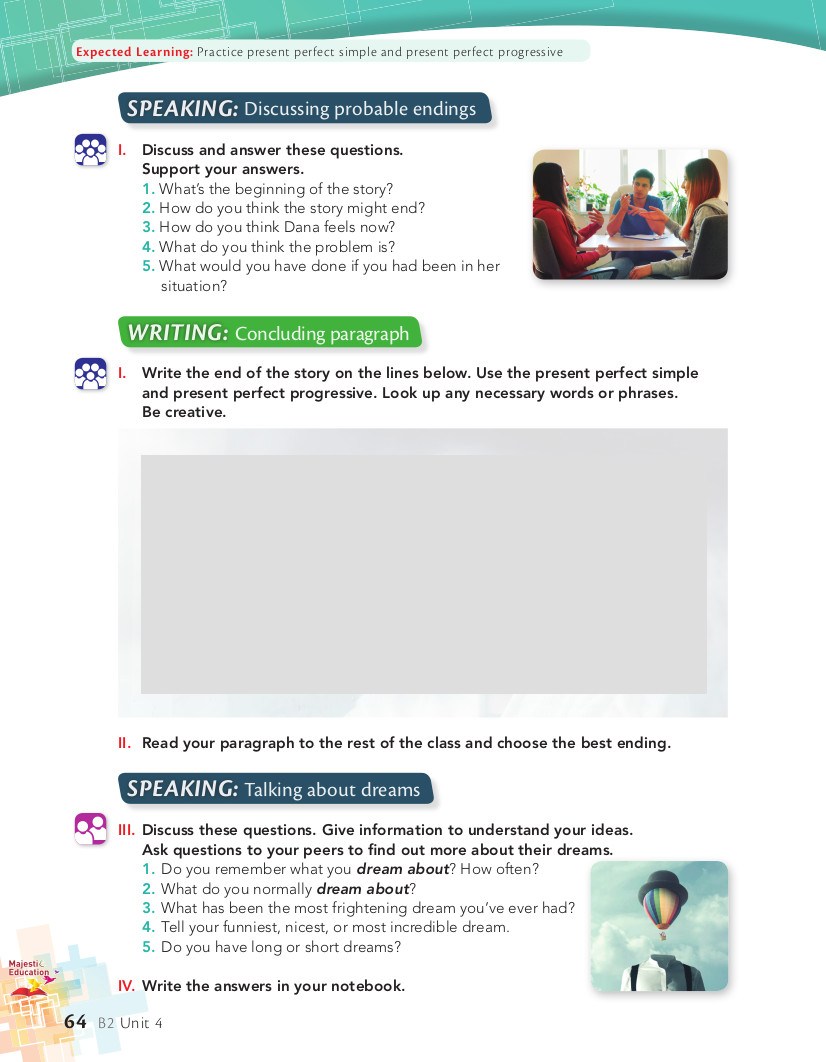 Expected Learning: Practice present perfect simple and present perfect progressive
SPEAKING: Discussing probable endings
I. Discuss and answer these questions.
Support your answers.
1. What's the beginning of the story?
2. How do you think the story might end?
3. How do you think Dana feels now?
4. What do you think the problem is?
5. What would you have done if you had been in her
situation?
WRITING: Concluding paragraph
I. Write the end of the story on the lines below. Use the present perfect simple
and present perfect progressive. Look up any necessary words or phrases.
Be creative.
II. Read your paragraph to the rest of the class and choose the best ending.
SPEAKING: Talking about dreams
III. Discuss these questions. Give information to understand your ideas.
Ask questions to your peers to find out more about their dreams.
1. Do you remember what you dream about? How often?
2. What do you normally dream about?
3. What has been the most frightening dream you've ever had?
4. Tell your funniest, nicest, or most incredible dream.
5. Do you have long or short dreams?
IV. Write the answers in your notebook.
Majestic
Education
64 B2 Unit 4